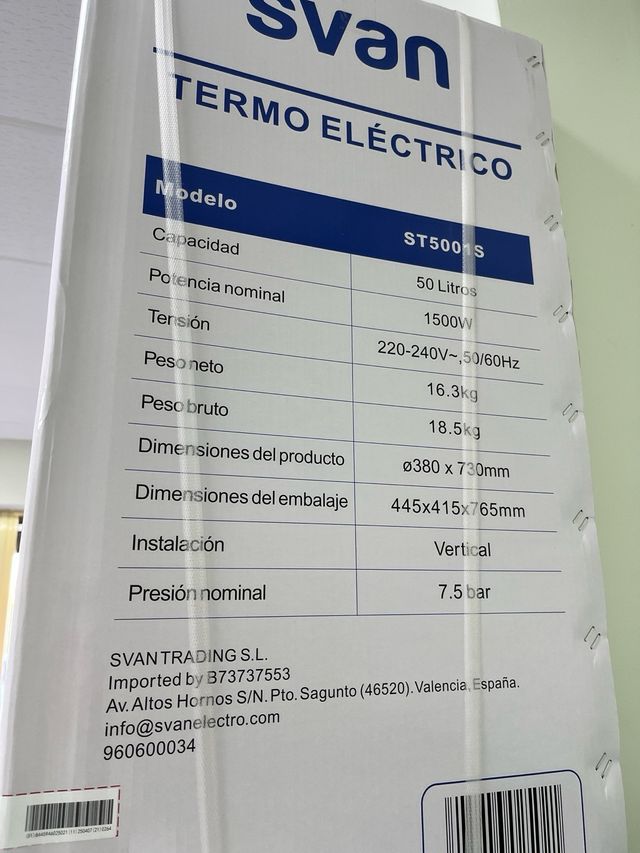 svan
TERMO ELÉCTRICO
Modelo ST5001S
Capacidad 50 Litros
Potencia nominal 1500W
Tensión 220-240V~,50/60Hz
Peso neto 16.3kg
Peso bruto 18.5kg
Dimensiones del producto ø380 x 730mm
Dimensiones del embalaje 445x415x765mm
Instalación Vertical
Presión nominal 7.5 bar
SVAN TRADING S.L.
Imported by B73737553
Av. Altos Hornos S/N. Pto. Sagunto (46520). Valencia, España.
info@svanelectro.com
960600034